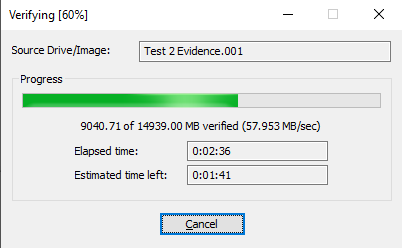 Verifying [60%]
Source Drive/Image: Test 2 Evidence.001
Progress
9040.71 of 14939.00 MB verified (57.953 MB/sec)
Elapsed time: 0:02:36
Estimated time left: 0:01:41
Cancel